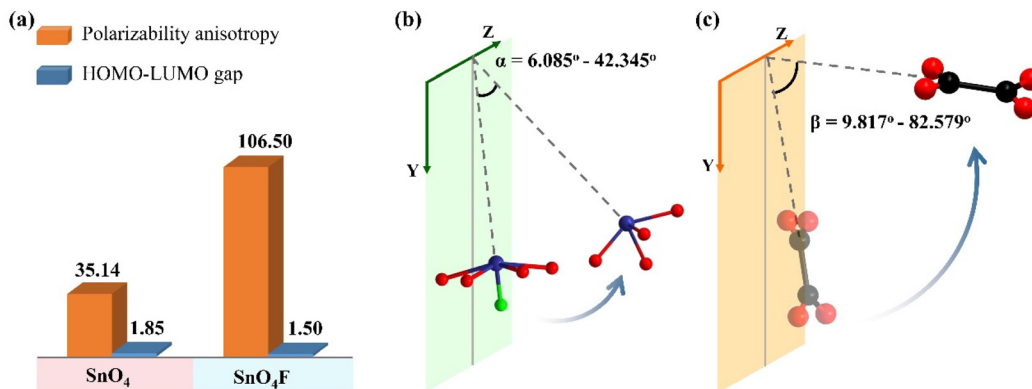 (a)
Polarizability anisotropy
HOMO-LUMO gap
35.14
1.85
106.50
1.50
SnO₄
SnO₄F
(b)
Z
Y
α = 6.085° - 42.345°
(c)
Z
Y
β = 9.817° - 82.579°